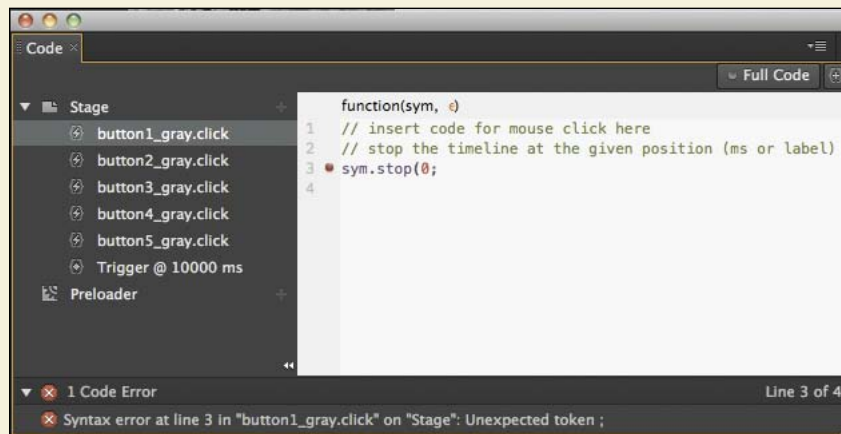 Code
Full Code
Stage
button1_gray.click
button2_gray.click
button3_gray.click
button4_gray.click
button5_gray.click
Trigger @ 10000 ms
Preloader
function(sym, e)
1 // insert code for mouse click here
2 // stop the timeline at the given position (ms or label)
3 sym.stop(0;
4
1 Code Error
Line 3 of 4
Syntax error at line 3 in "button1_gray.click" on "Stage": Unexpected token ;